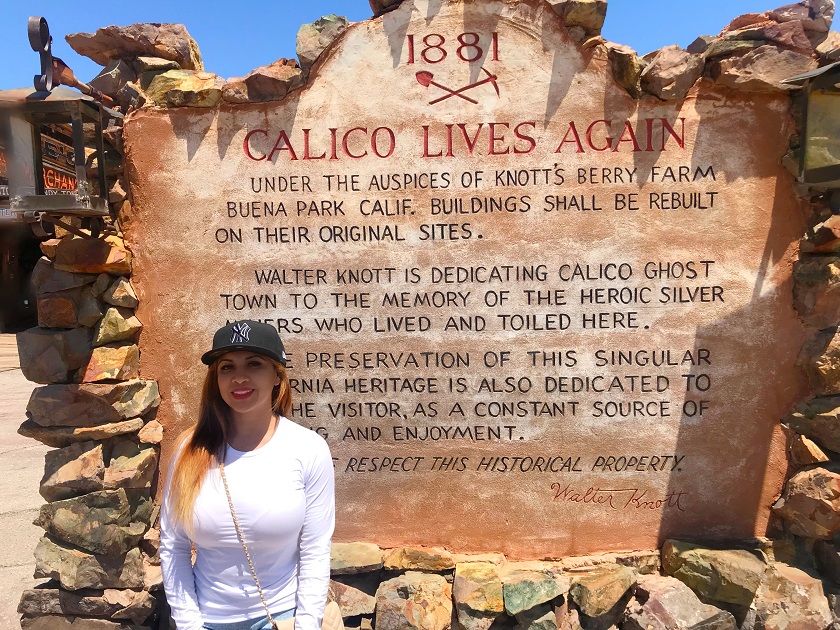 1881
CALICO LIVES AGAIN
UNDER THE AUSPICES OF KNOTT'S BERRY FARM
BUENA PARK CALIF. BUILDINGS SHALL BE REBUILT
ON THEIR ORIGINAL SITES.
WALTER KNOTT IS DEDICATING CALICO GHOST
TOWN TO THE MEMORY OF THE HEROIC SILVER
WHO LIVED AND TOILED HERE.
PRESERVATION OF THIS SINGULAR
HERITAGE IS ALSO DEDICATED TO
VISITOR, AS A CONSTANT SOURCE OF
AND ENJOYMENT.
RESPECT THIS HISTORICAL PROPERTY.
Walter Knott
NY